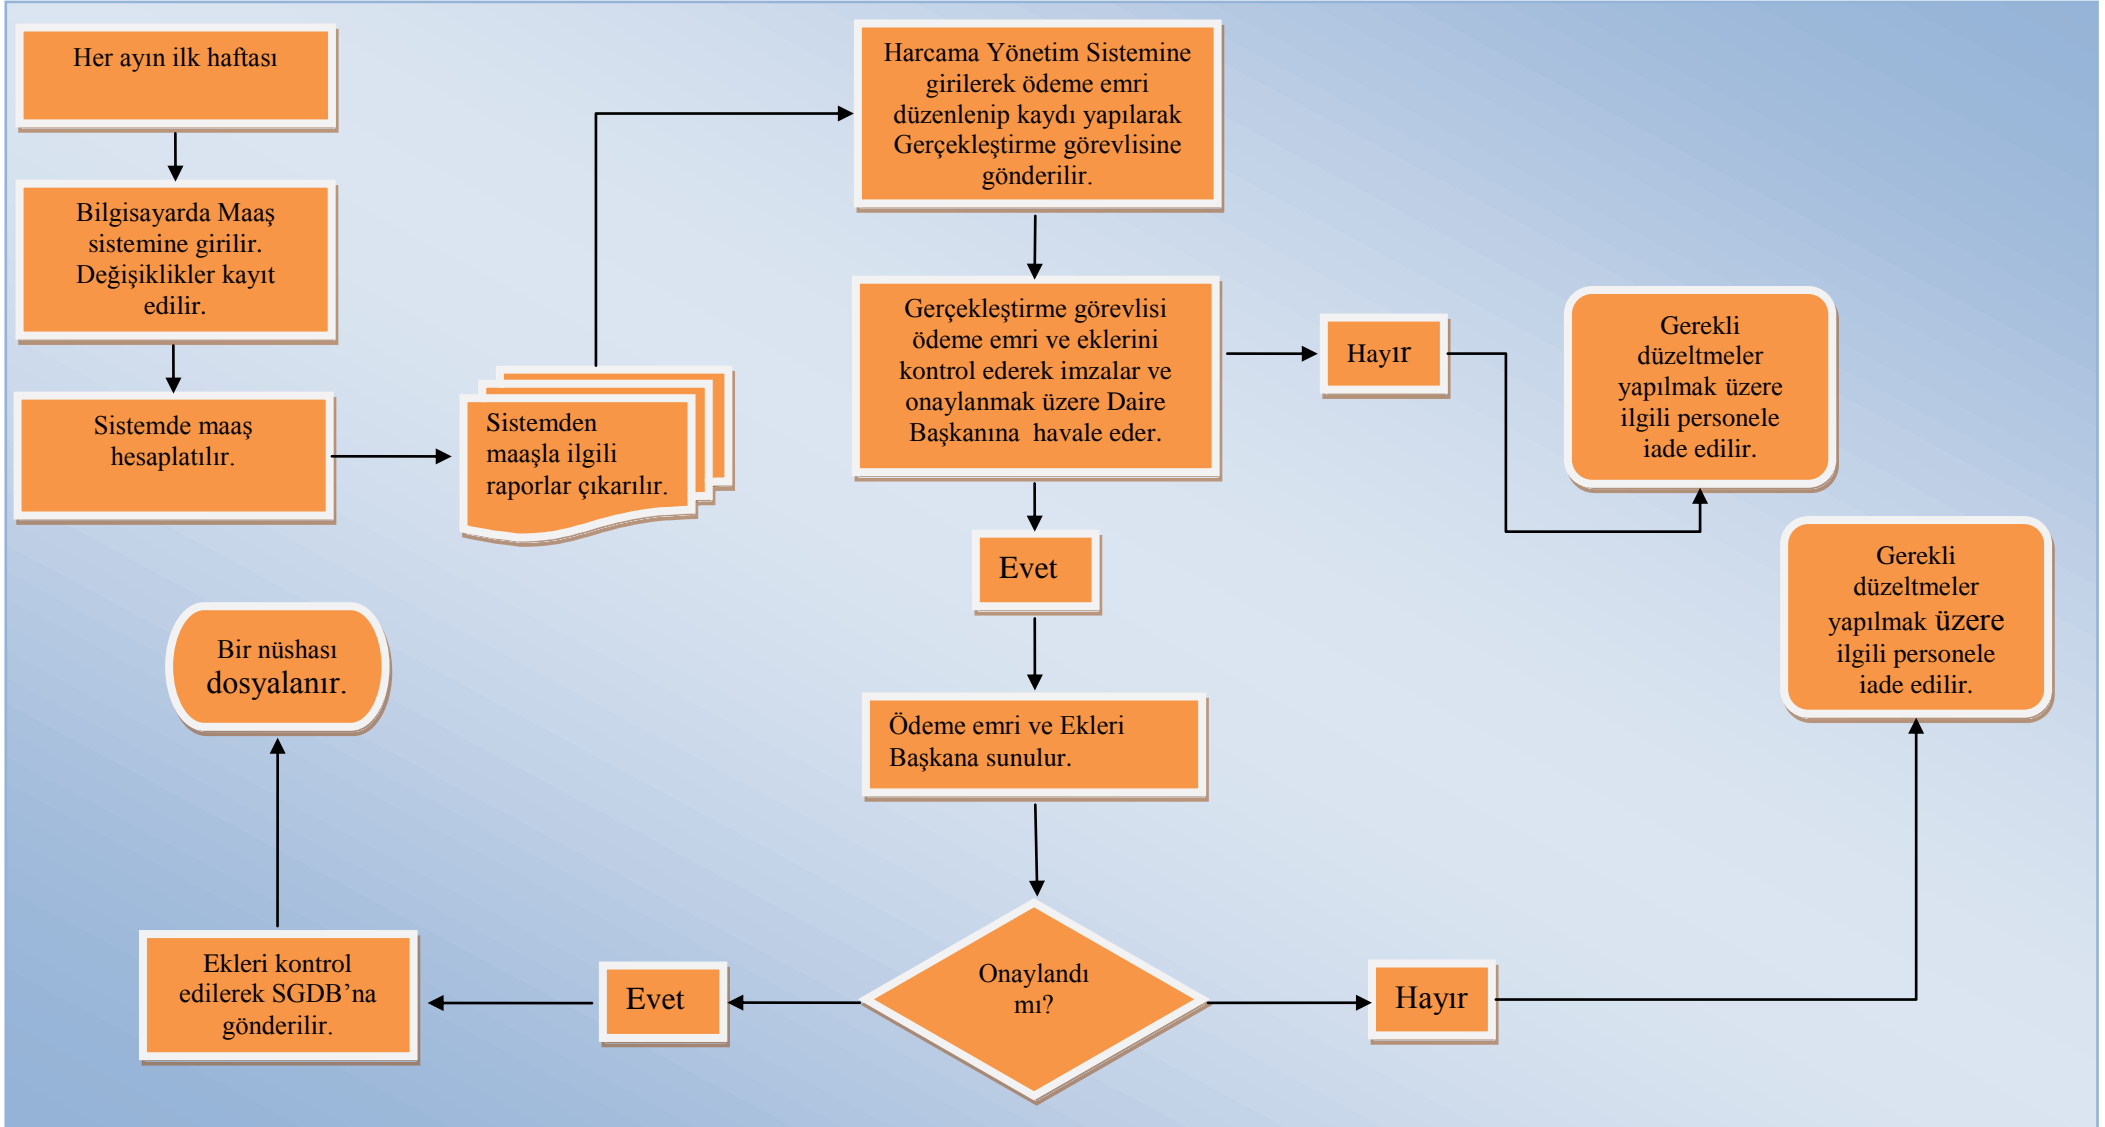 Her ayın ilk haftası
Bilgisayarda Maaş
sistemine girilir.
Değişiklikler kayıt
edilir.
Sistemde maaş
hesaplatılır.
Sistemden
maaşla ilgili
raporlar çıkarılır.
Harcama Yönetim Sistemine
girilerek ödeme emri
düzenlenip kaydı yapılarak
Gerçekleştirme görevlisine
gönderilir.
Gerçekleştirme görevlisi
ödeme emri ve eklerini
kontrol ederek imzalar ve
onaylanmak üzere Daire
Başkanına havale eder.
Hayır
Gerekli
düzeltmeler
yapılmak üzere
ilgili personele
iade edilir.
Evet
Ödeme emri ve Ekleri
Başkana sunulur.
Onaylandı
mı?
Hayır
Gerekli
düzeltmeler
yapılmak üzere
ilgili personele
iade edilir.
Evet
Ekleri kontrol
edilerek SGDB’na
gönderilir.
Bir nüshası
dosyalanır.